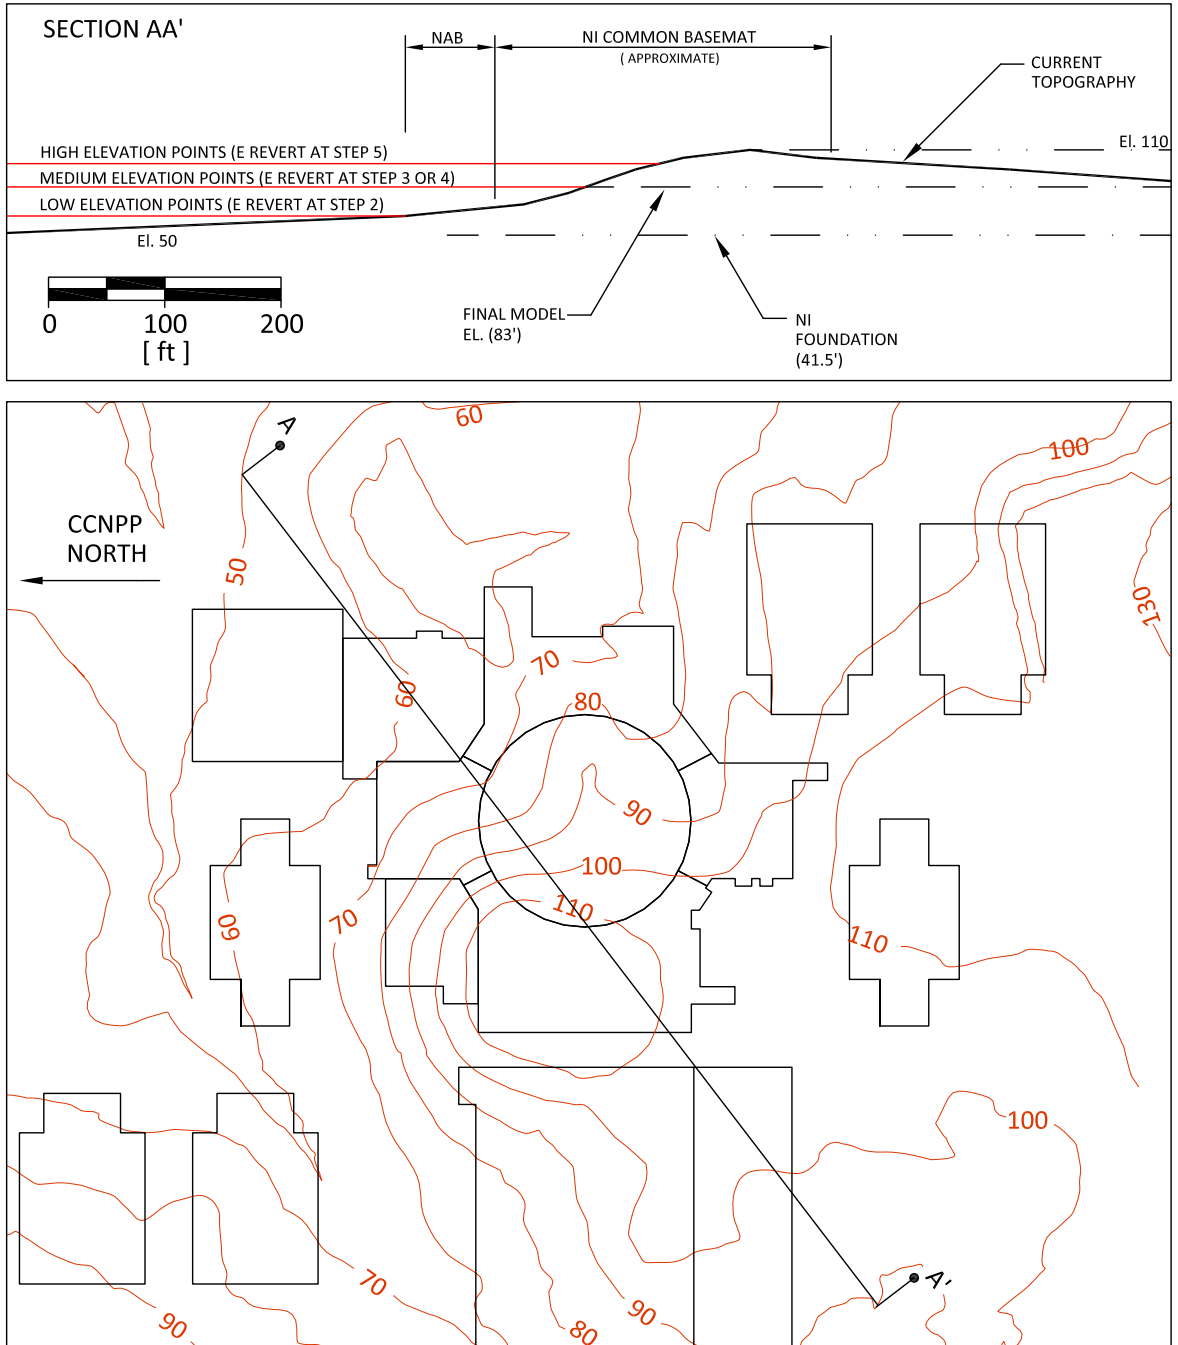 SECTION AA'
NAB
NI COMMON BASEMAT
( APPROXIMATE)
CURRENT
TOPOGRAPHY
El. 110
HIGH ELEVATION POINTS (E REVERT AT STEP 5)
MEDIUM ELEVATION POINTS (E REVERT AT STEP 3 OR 4)
LOW ELEVATION POINTS (E REVERT AT STEP 2)
El. 50
0 100 200
[ ft ]
FINAL MODEL
EL. (83')
NI
FOUNDATION
(41.5')
A
60
100
CCNPP
NORTH
50
130
70
60
80
90
100
110
70
60
110
100
A'
70
90
80
90